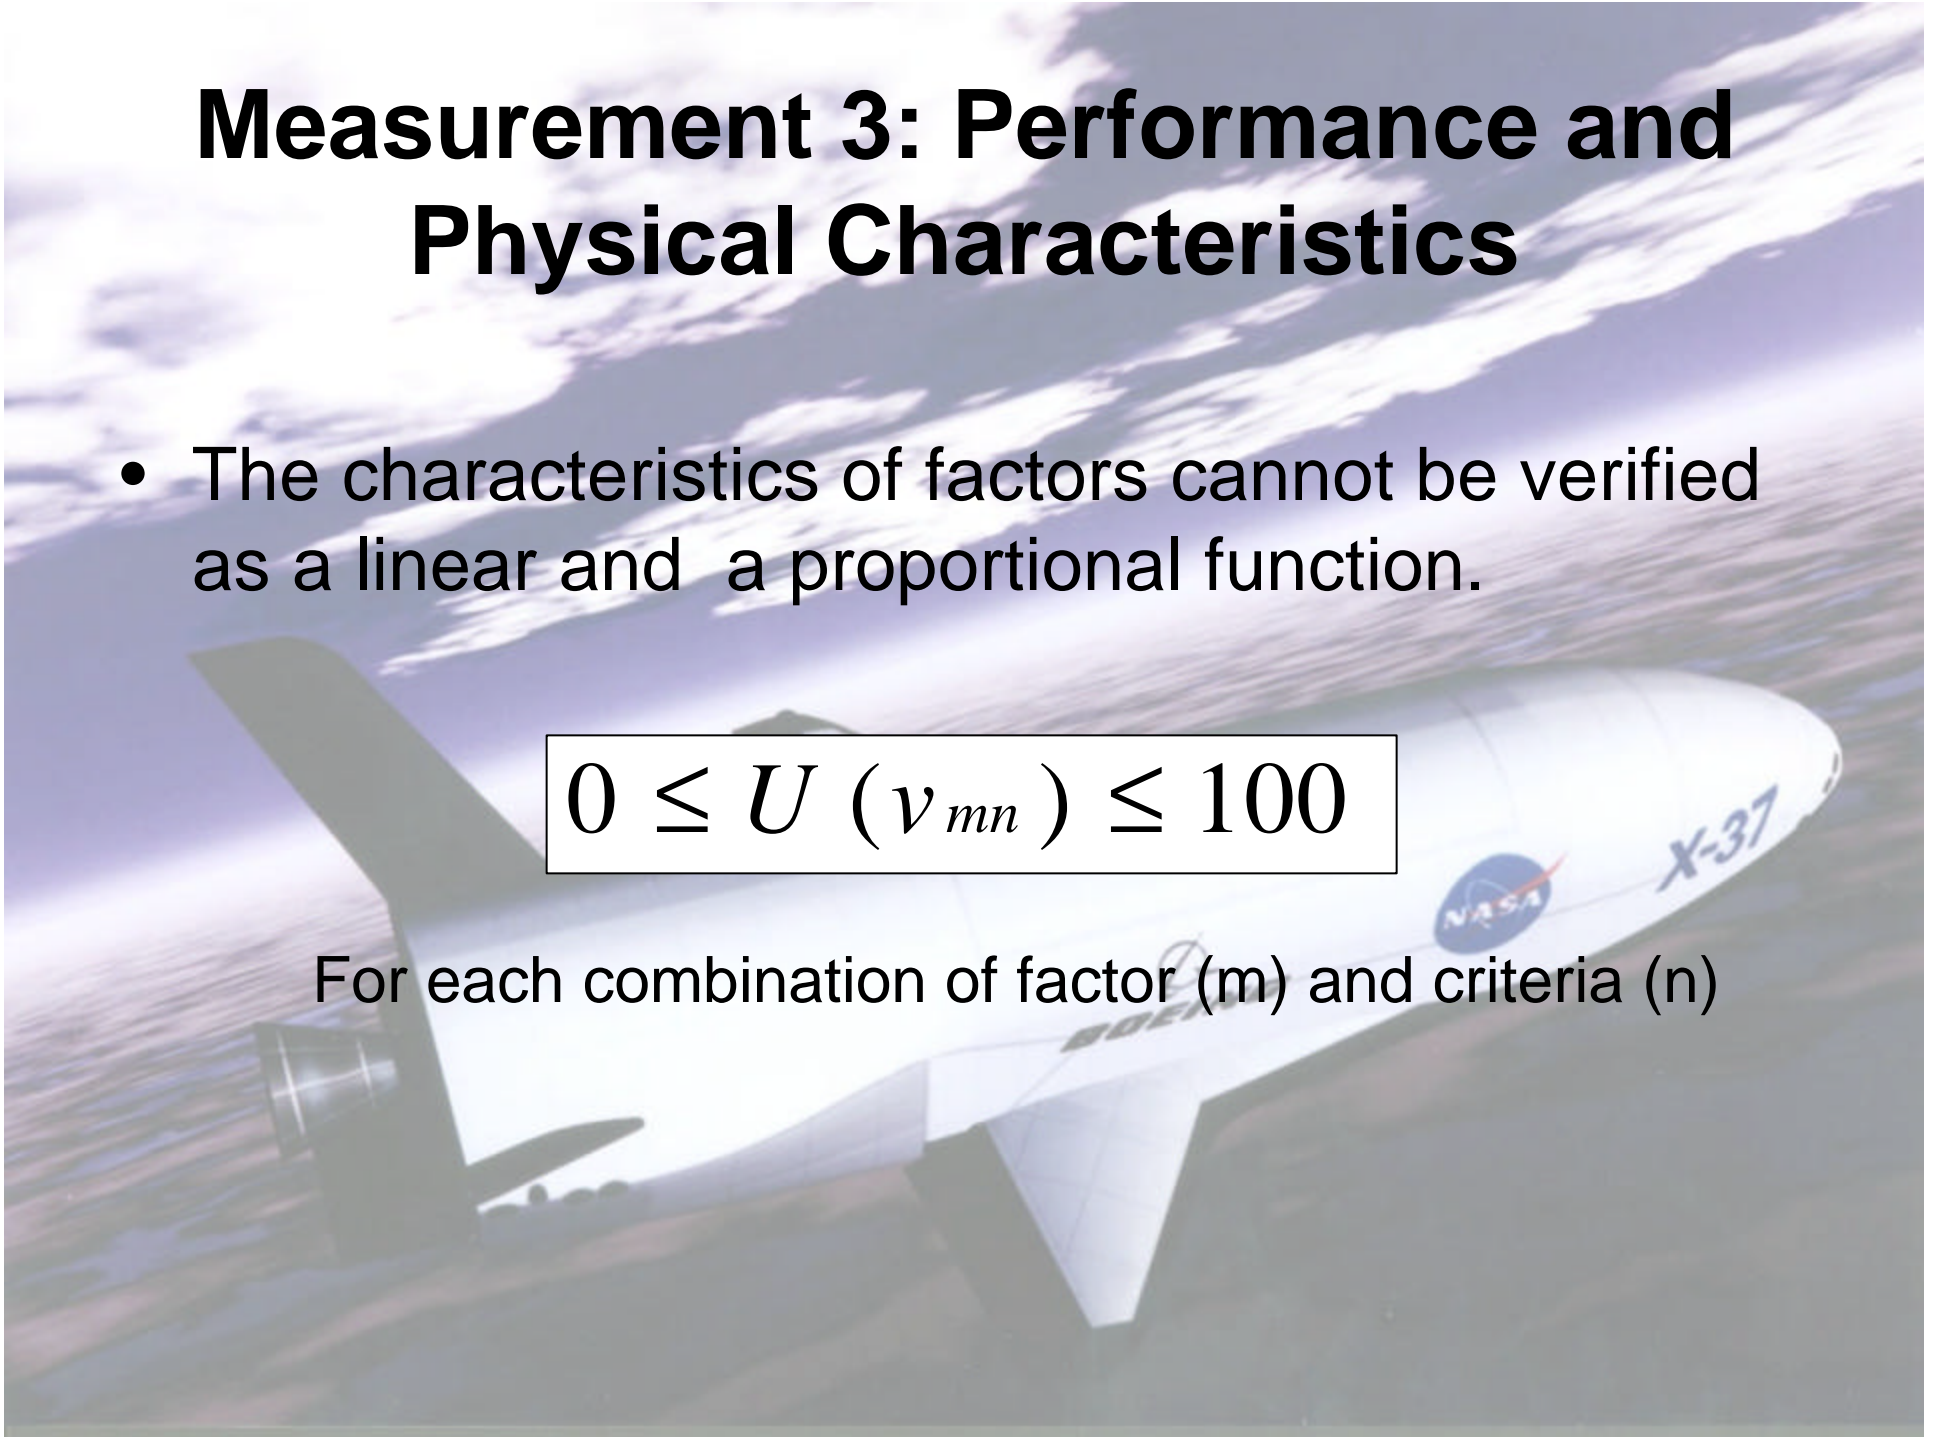 Measurement 3: Performance and
Physical Characteristics
• The characteristics of factors cannot be verified
as a linear and  a proportional function.
0 ≤ U (v mn ) ≤ 100
X-37
NASA
For each combination of factor (m) and criteria (n)
BOEING